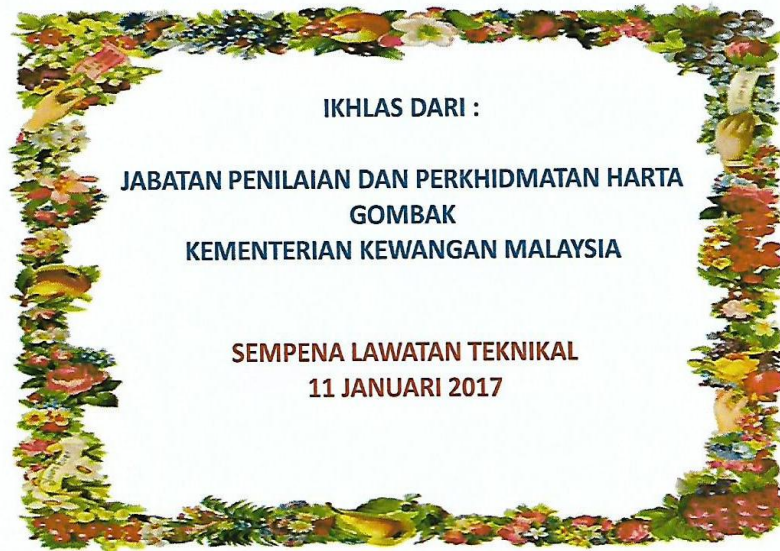 IKHLAS DARI :
JABATAN PENILAIAN DAN PERKHIDMATAN HARTA
GOMBAK
KEMENTERIAN KEWANGAN MALAYSIA
SEMPENA LAWATAN TEKNIKAL
11 JANUARI 2017